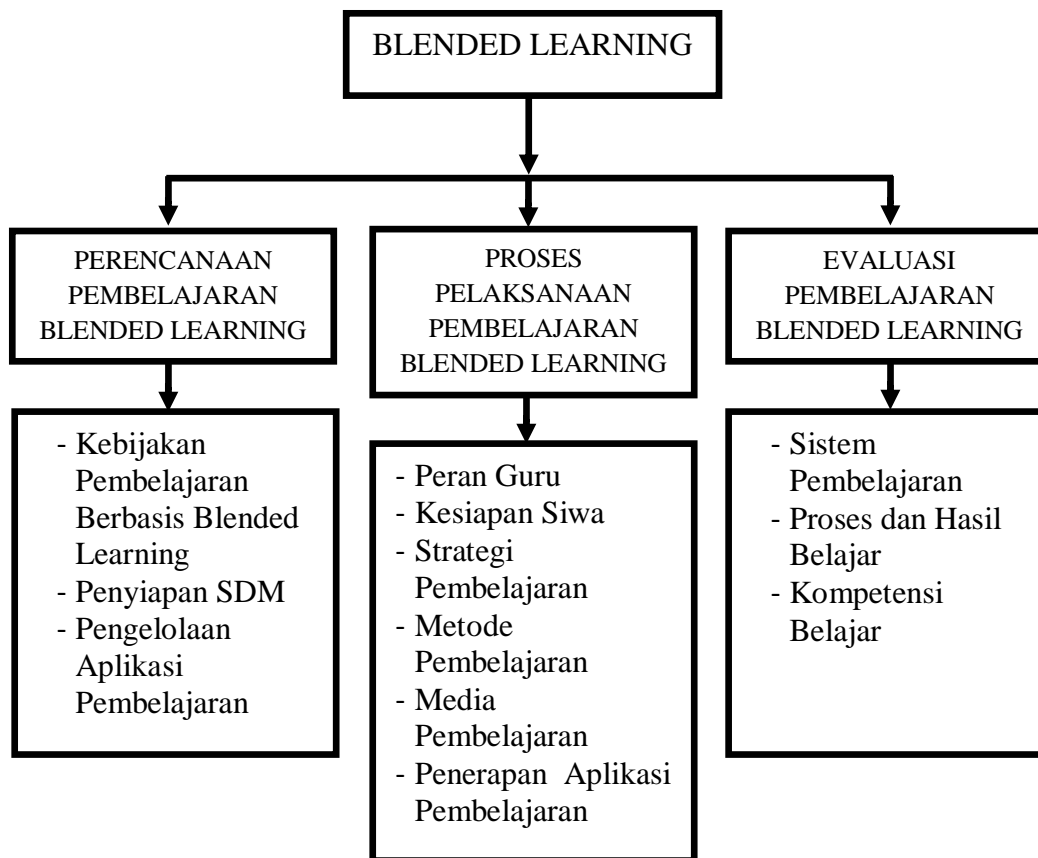 BLENDED LEARNING
PERENCANAAN
PEMBELAJARAN
BLENDED LEARNING
PROSES
PELAKSANAAN
PEMBELAJARAN
BLENDED LEARNING
EVALUASI
PEMBELAJARAN
BLENDED LEARNING
- Kebijakan
Pembelajaran
Berbasis Blended
Learning
- Penyiapan SDM
- Pengelolaan
Aplikasi
Pembelajaran
- Peran Guru
- Kesiapan Siwa
- Strategi
Pembelajaran
- Metode
Pembelajaran
- Media
Pembelajaran
- Penerapan Aplikasi
Pembelajaran
- Sistem
Pembelajaran
- Proses dan Hasil
Belajar
- Kompetensi
Belajar